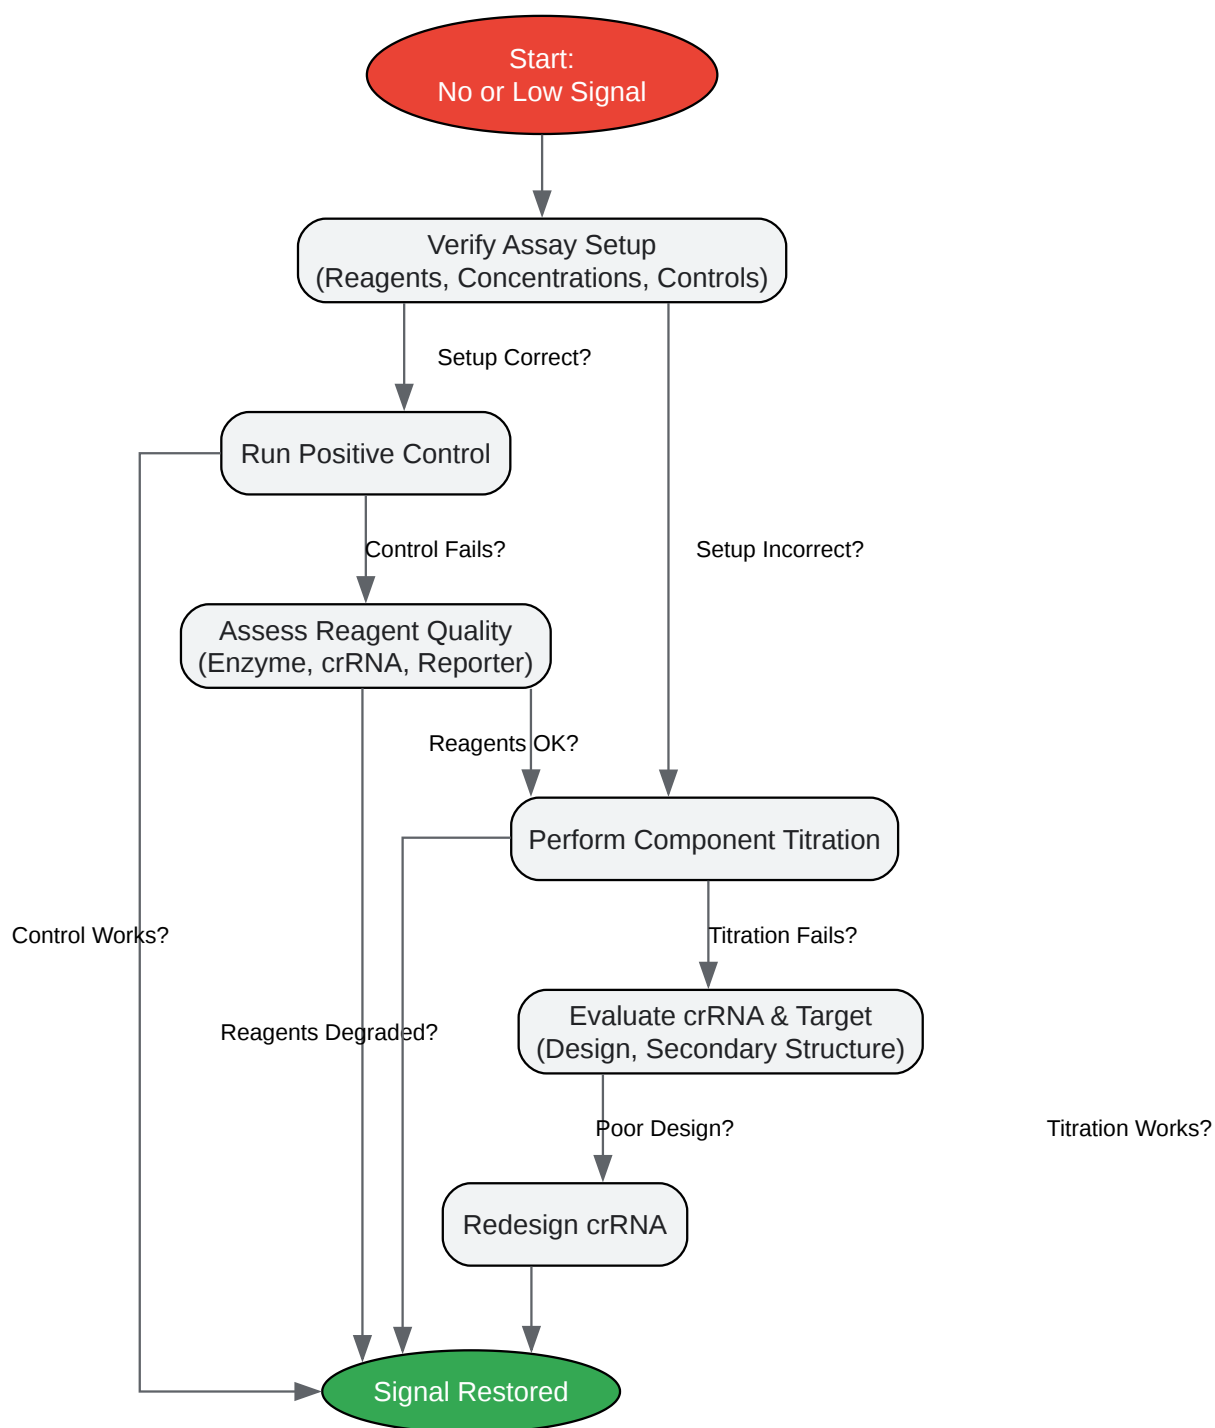 Start:
No or Low Signal
Verify Assay Setup
(Reagents, Concentrations, Controls)
Setup Correct?
Run Positive Control
Control Fails?
Setup Incorrect?
Assess Reagent Quality
(Enzyme, crRNA, Reporter)
Reagents OK?
Perform Component Titration
Control Works?
Titration Fails?
Evaluate crRNA & Target
(Design, Secondary Structure)
Reagents Degraded?
Poor Design?
Titration Works?
Redesign crRNA
Signal Restored